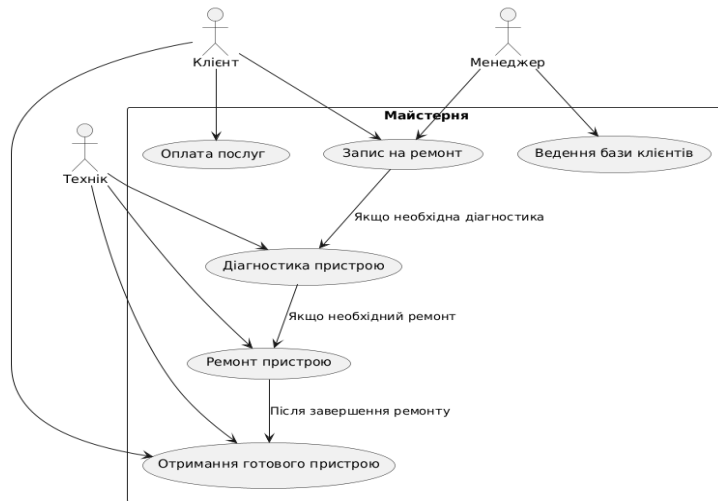 Клієнт
Менеджер
Майстерня
Технік
Оплата послуг
Запис на ремонт
Ведення бази клієнтів
Якщо необхідна діагностика
Діагностика пристрою
Якщо необхідний ремонт
Ремонт пристрою
Після завершення ремонту
Отримання готового пристрою